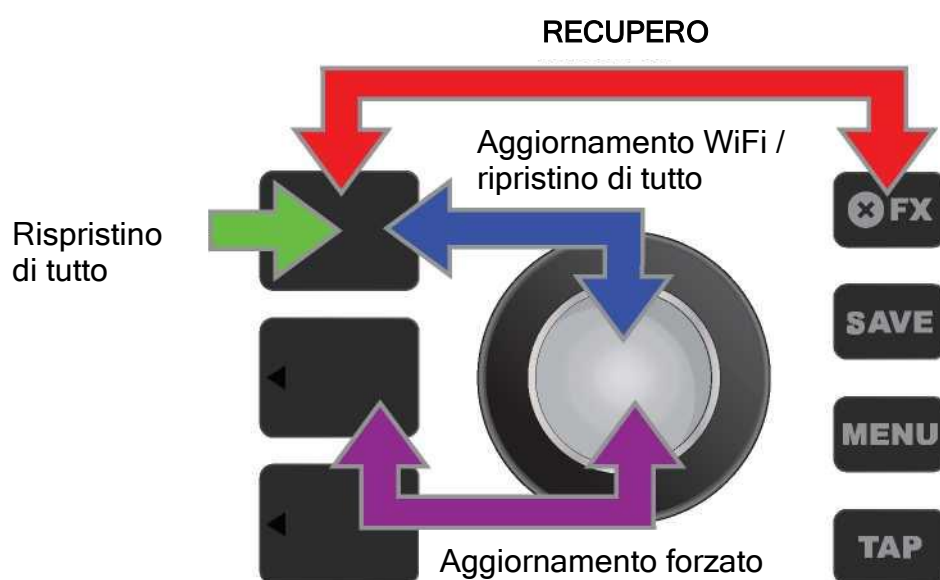 RECUPERO
Aggiornamento WiFi /
ripristino di tutto
Rispristino
di tutto
FX
SAVE
MENU
TAP
Aggiornamento forzato